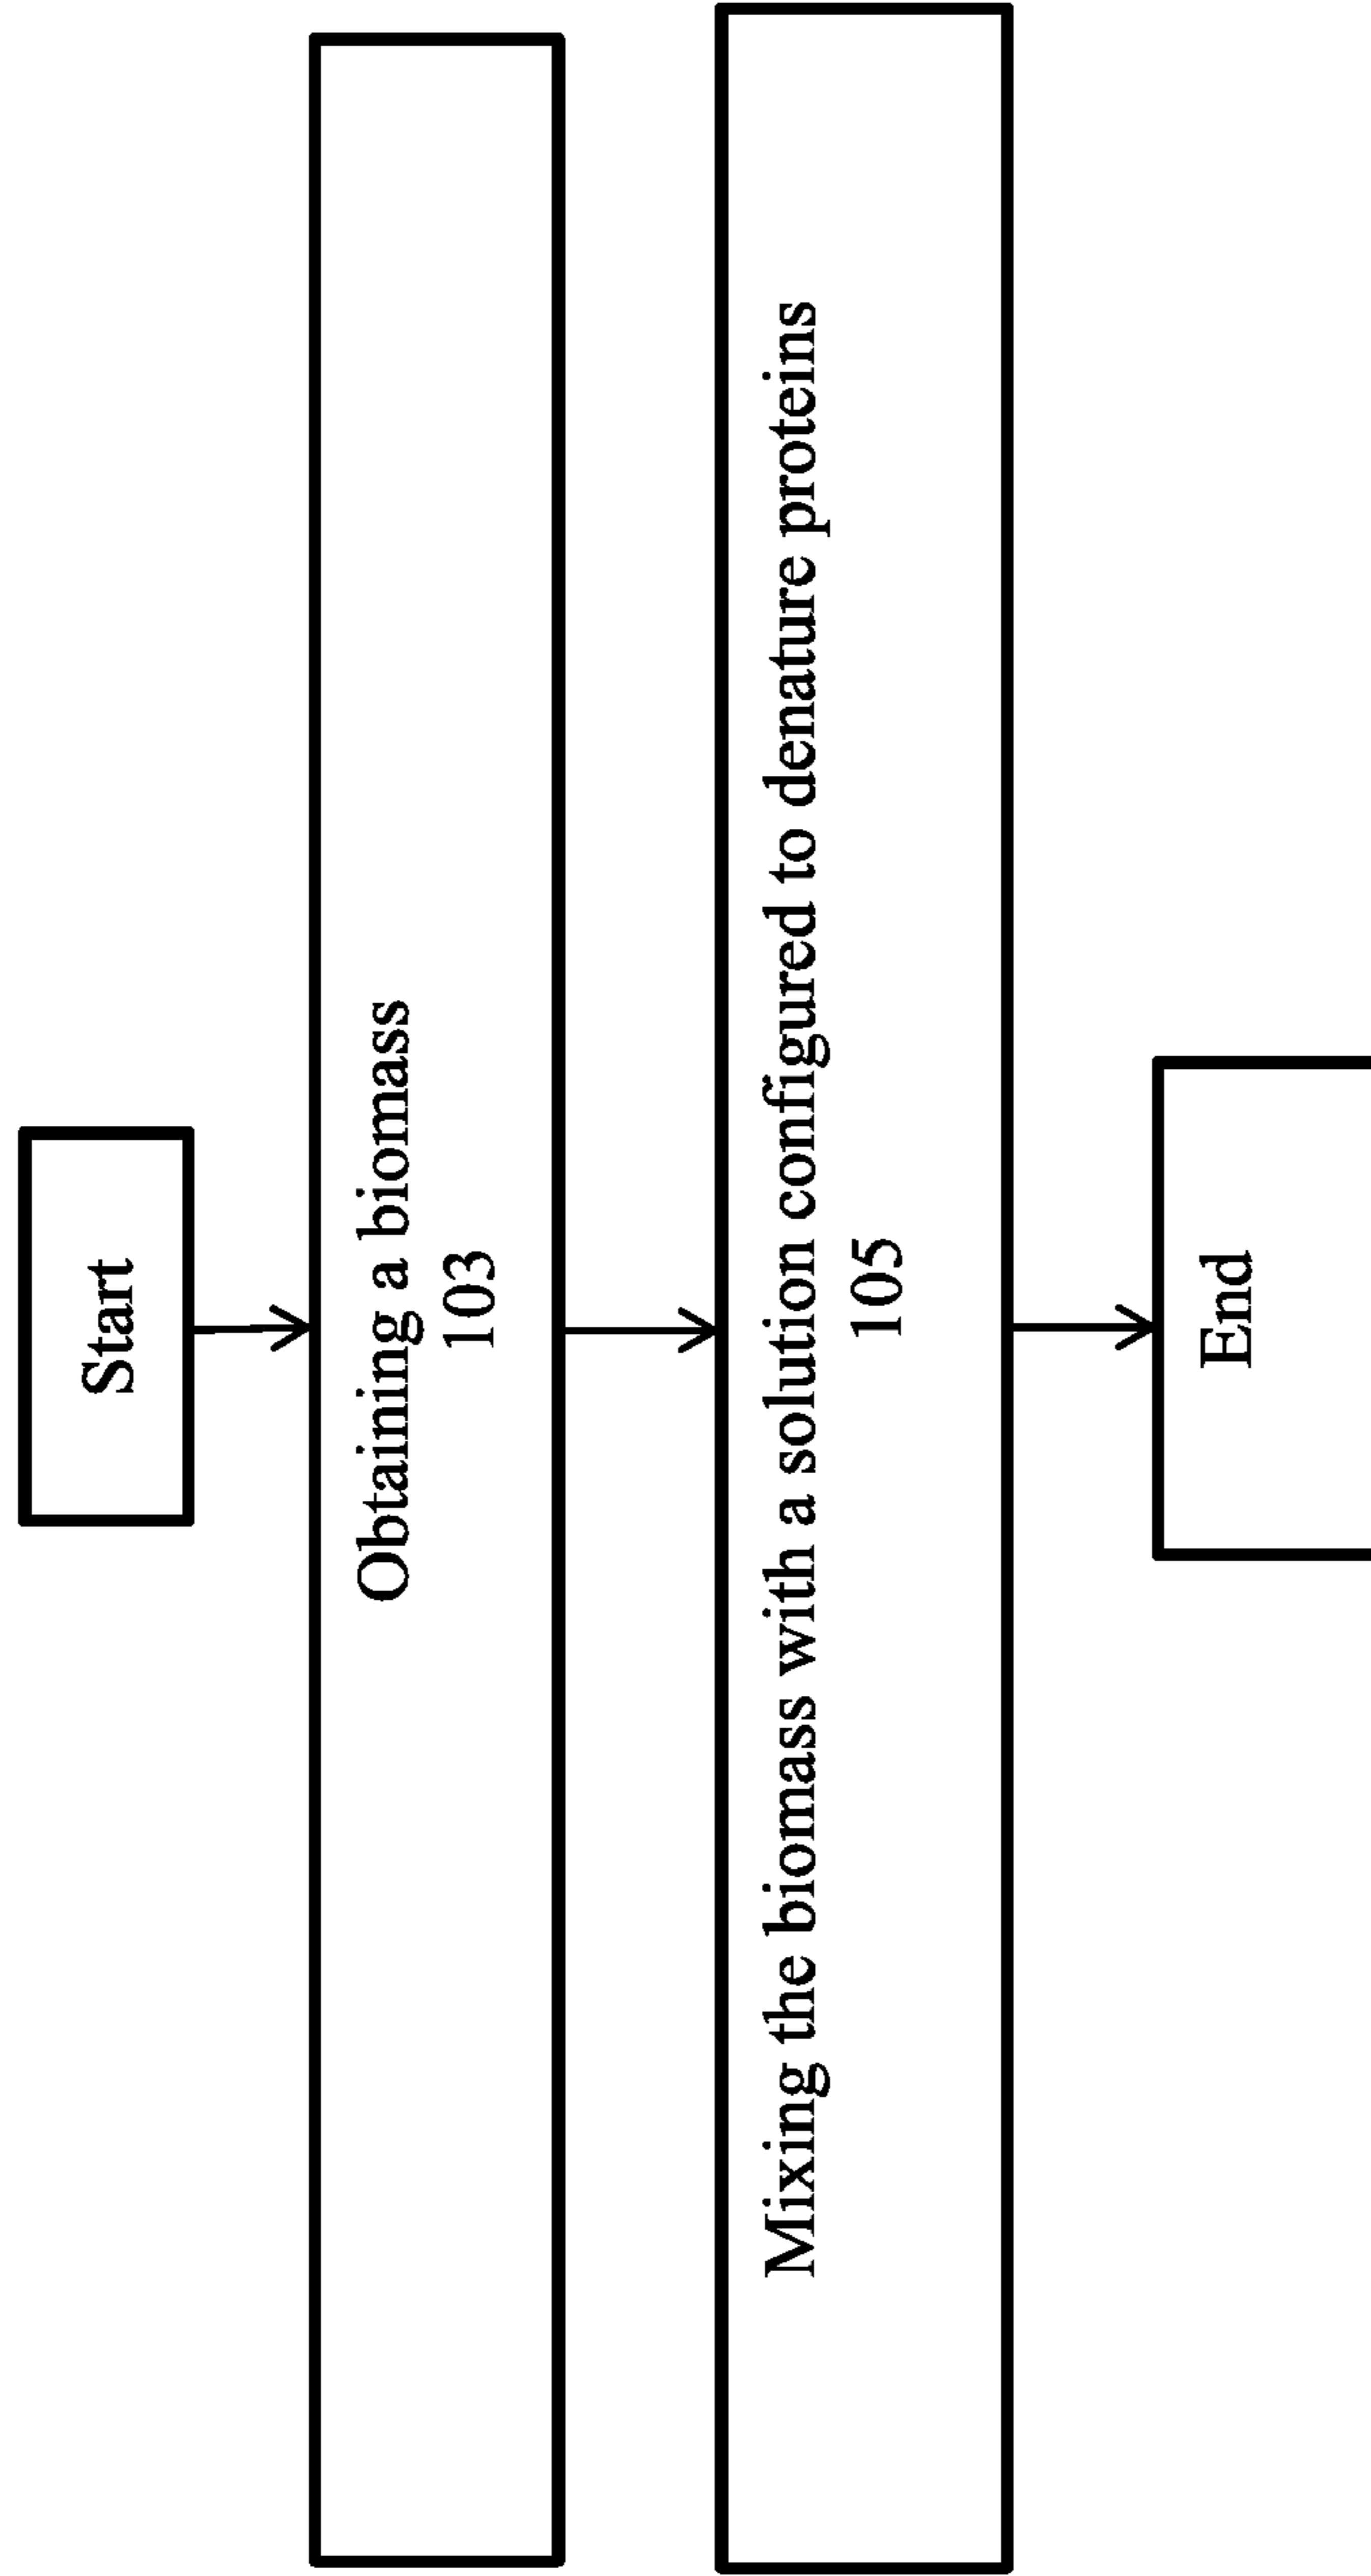 Start
Obtaining a biomass
103
Mixing the biomass with a solution configured to denature proteins
105
End